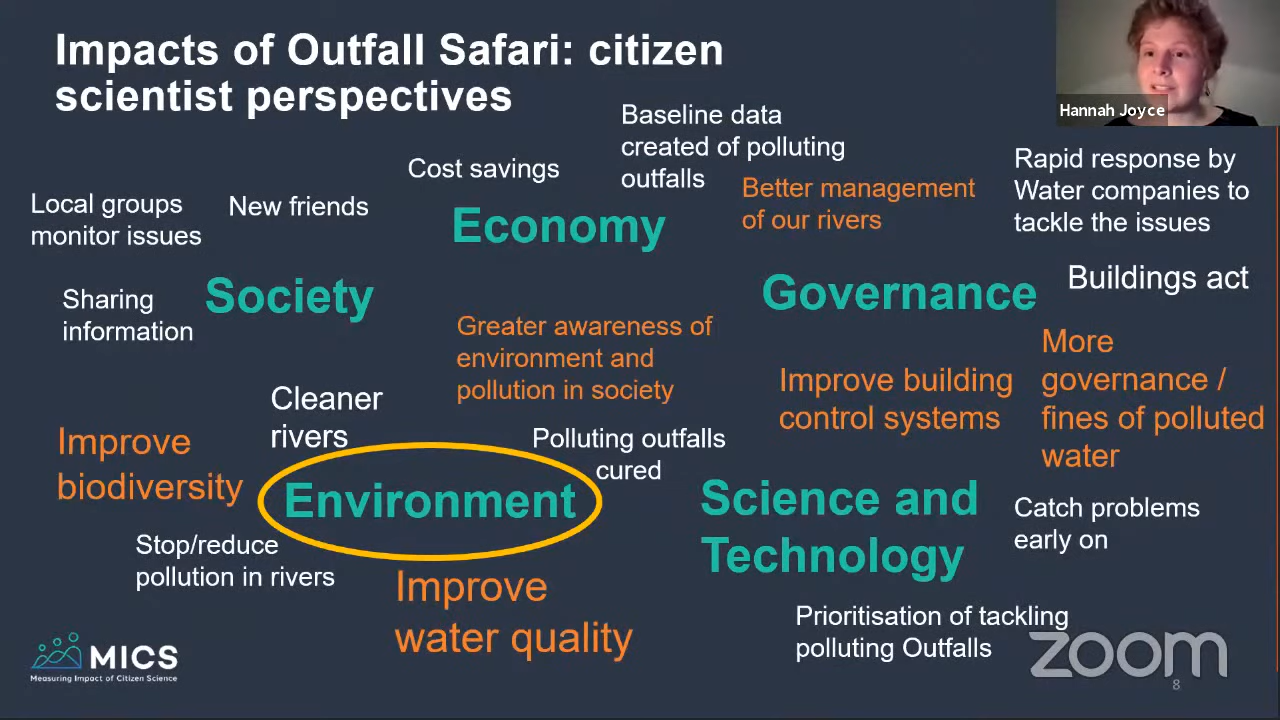 Impacts of Outfall Safari: citizen
scientist perspectives
Hannah Joyce
Baseline data
created of polluting
outfalls
Cost savings
Rapid response by
Water companies to
tackle the issues
Better management
of our rivers
Local groups
monitor issues
New friends
Economy
Buildings act
Society
Governance
Sharing
information
Greater awareness of
environment and
pollution in society
More
governance /
fines of polluted
water
Improve building
control systems
Cleaner
rivers
Improve
biodiversity
Polluting outfalls
cured
Environment
Science and
Technology
Catch problems
early on
Stop/reduce
pollution in rivers
Improve
water quality
Prioritisation of tackling
polluting Outfalls
MICS
Measuring Impact of Citizen Science
zoom
8